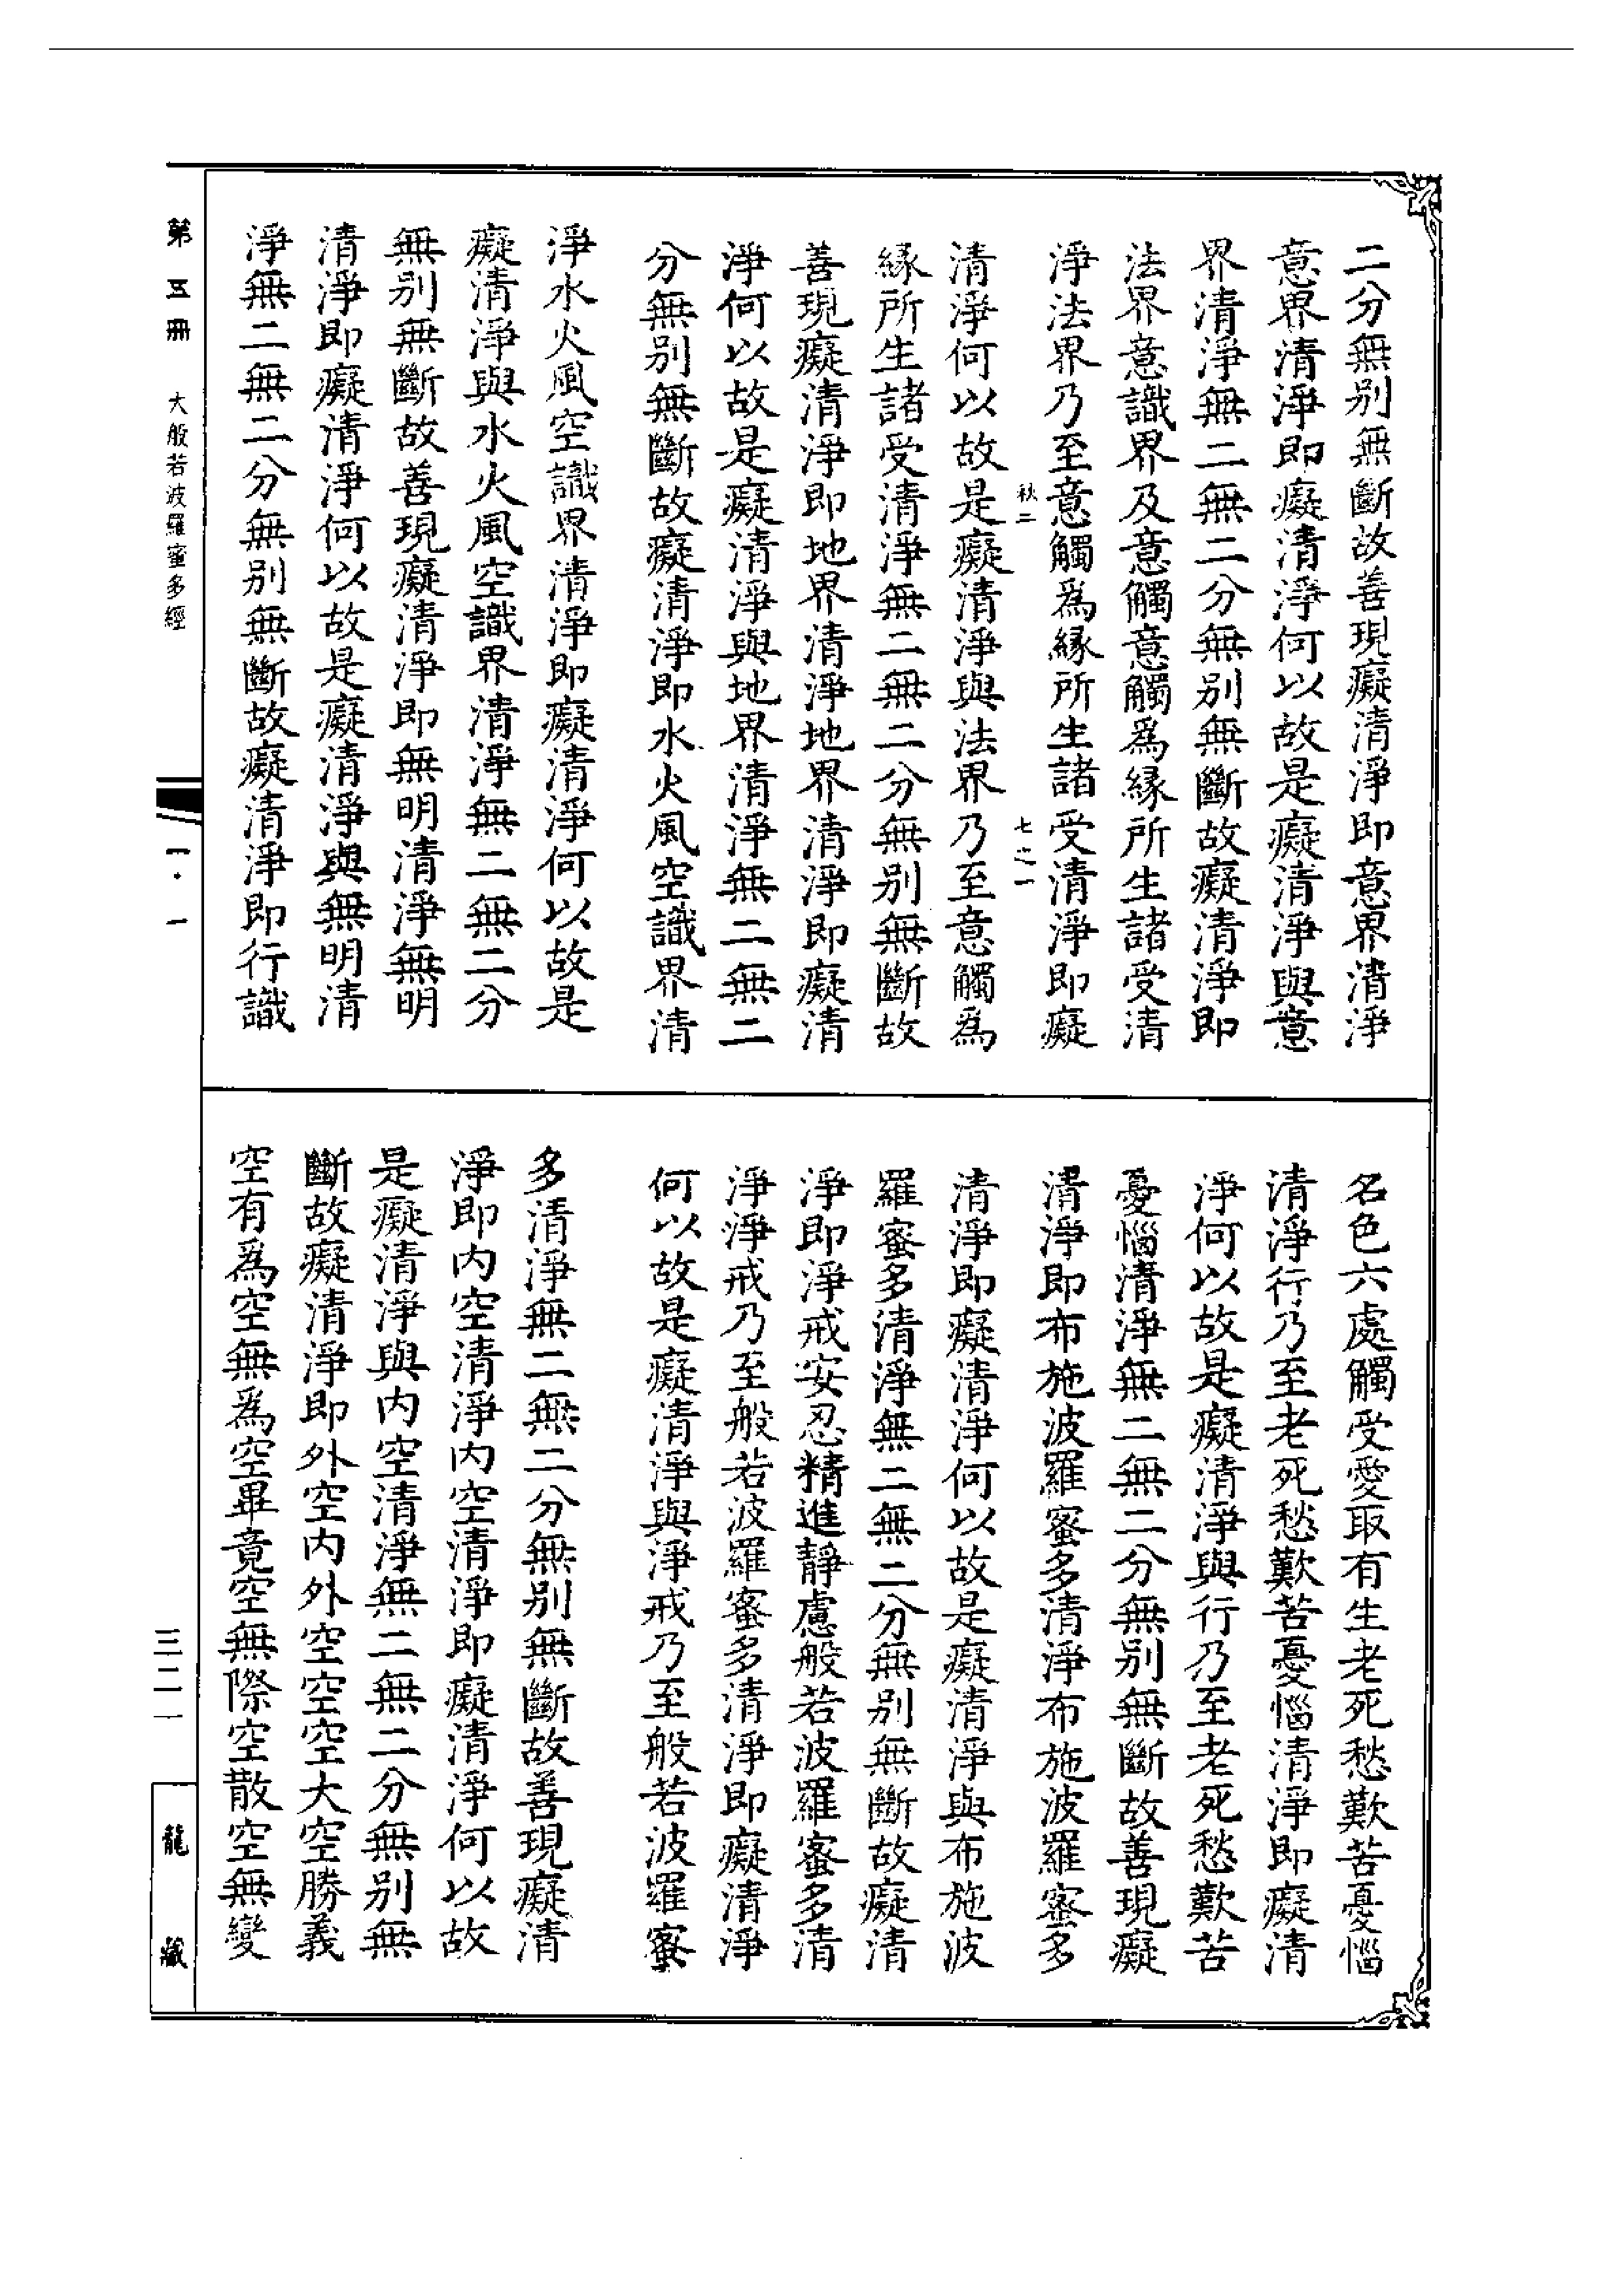 二分無别無斷故善現癡清淨即意界清淨
意界清淨即癡清淨何以故是癡清淨與意
界清淨無二無二分無别無斷故癡清淨即
法界意識界及意觸意觸爲縁所生諸受清
淨法界乃至意觸爲縁所生諸受清淨即癡
秋二
七之一
清淨何以故是癡清淨與法界乃至意觸爲
縁所生諸受清淨無二無二分無别無斷故
善現癡清淨即地界清淨地界清淨即癡清
淨何以故是癡清淨與地界清淨無二無二
分無别無斷故癡清淨即水火風空識界清
淨水火風空識界清淨即癡清淨何以故是
癡清淨與水火風空識界清淨無二無二分
無别無斷故善現癡清淨即無明清淨無明
清淨即癡清淨何以故是癡清淨與無明清
淨無二無二分無别無斷故癡清淨即行識
名色六處觸受愛取有生老死愁歎苦憂惱
清淨行乃至老死愁歎苦憂惱清淨即癡清
淨何以故是癡清淨與行乃至老死愁歎苦
憂惱清淨無二無二分無别無斷故善現癡
清淨即布施波羅蜜多清淨布施波羅蜜多
清淨即癡清淨何以故是癡清淨與布施波
羅蜜多清淨無二無二分無别無斷故癡清
淨即淨戒安忍精進靜慮般若波羅蜜多清
淨淨戒乃至般若波羅蜜多清淨即癡清淨
何以故是癡清淨與淨戒乃至般若波羅蜜
多清淨無二無二分無别無斷故善現癡清
淨即内空清淨内空清淨即癡清淨何以故
是癡清淨與内空清淨無二無二分無别無
斷故癡清淨即外空内外空空空大空勝義
空有爲空無爲空畢竟空無際空散空無變
第五冊 大般若波羅蜜多經 一·一 三二一 龍藏